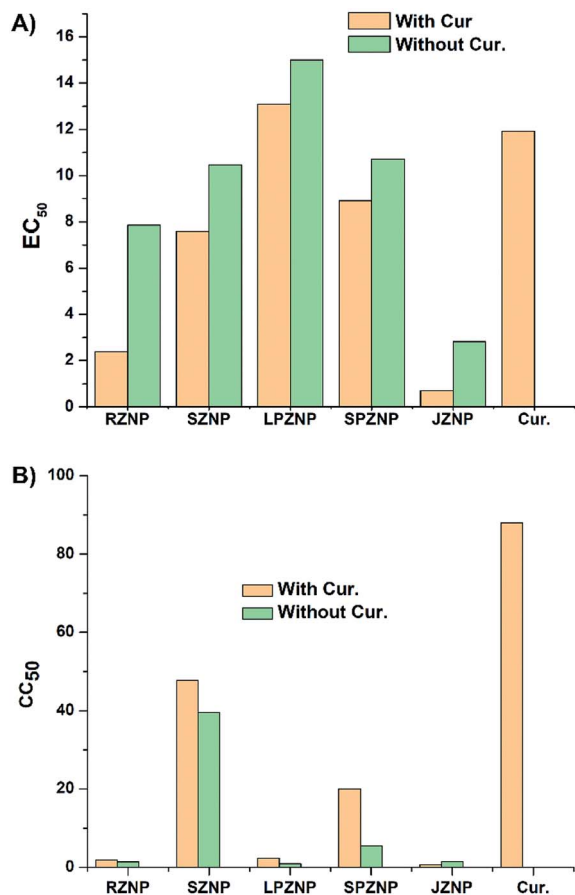 A)
With Cur
Without Cur.
16
14
12
10
8
6
4
2
0
EC50
RZNP SZNP LPZNP SPZNP JZNP Cur.
B)
100
80
60
40
20
0
With Cur.
Without Cur.
CC50
RZNP SZNP LPZNP SPZNP JZNP Cur.